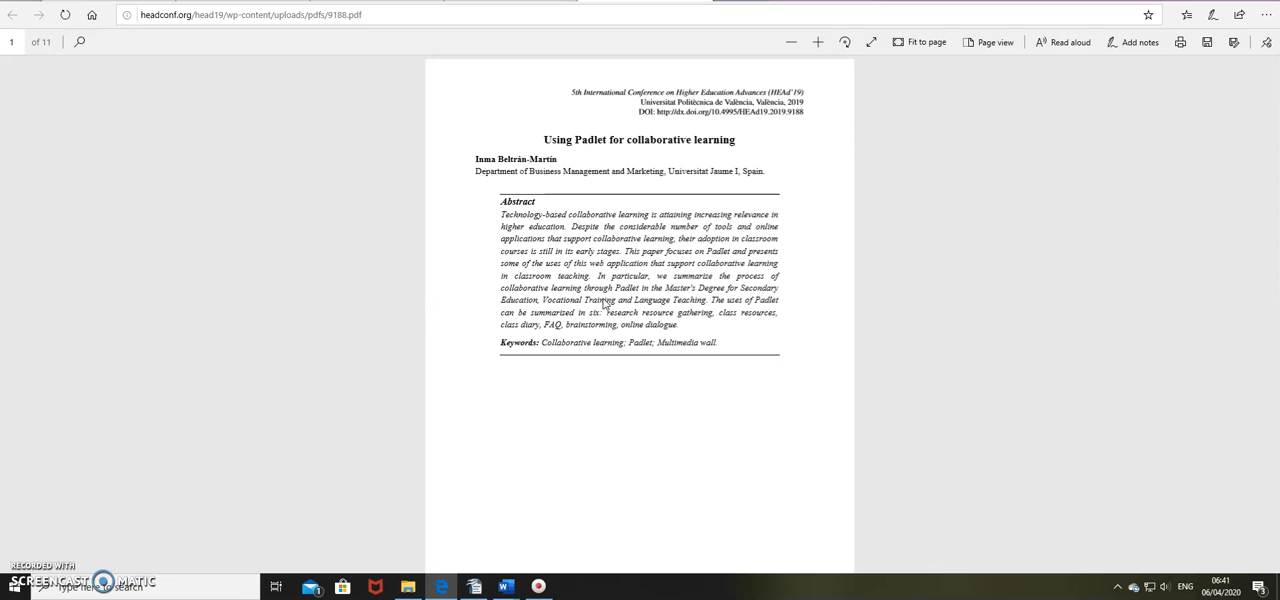 headconf.org/head19/wp-content/uploads/pdfs/9188.pdf
1 of 11 Fit to page Page view Read aloud Add notes
5th International Conference on Higher Education Advances (HEAd'19)
Universitat Politècnica de València, València, 2019
DOI: http://dx.doi.org/10.4995/HEAd19.2019.9188
Using Padlet for collaborative learning
Inma Beltrán-Martín
Department of Business Management and Marketing, Universitat Jaume I, Spain.
Abstract
Technology-based collaborative learning is attaining increasing relevance in
higher education. Despite the considerable number of tools and online
applications that support collaborative learning, their adoption in classroom
courses is still in its early stages. This paper focuses on Padlet and presents
some of the uses of this web application that support collaborative learning
in classroom teaching. In particular, we summarise the process of
collaborative learning through Padlet in the Master's Degree for Secondary
Education, Vocational Training and Language Teaching. The uses of Padlet
can be summarized in six: research resource gathering, class resources,
class diary, FAQ, brainstorming, online dialogue.
Keywords: Collaborative learning; Padlet; Multimedia wall.
RECORDED WITH
SCREENCAST MATIC
Type here to search
1
W
ENG
06:41
06/04/2020
3